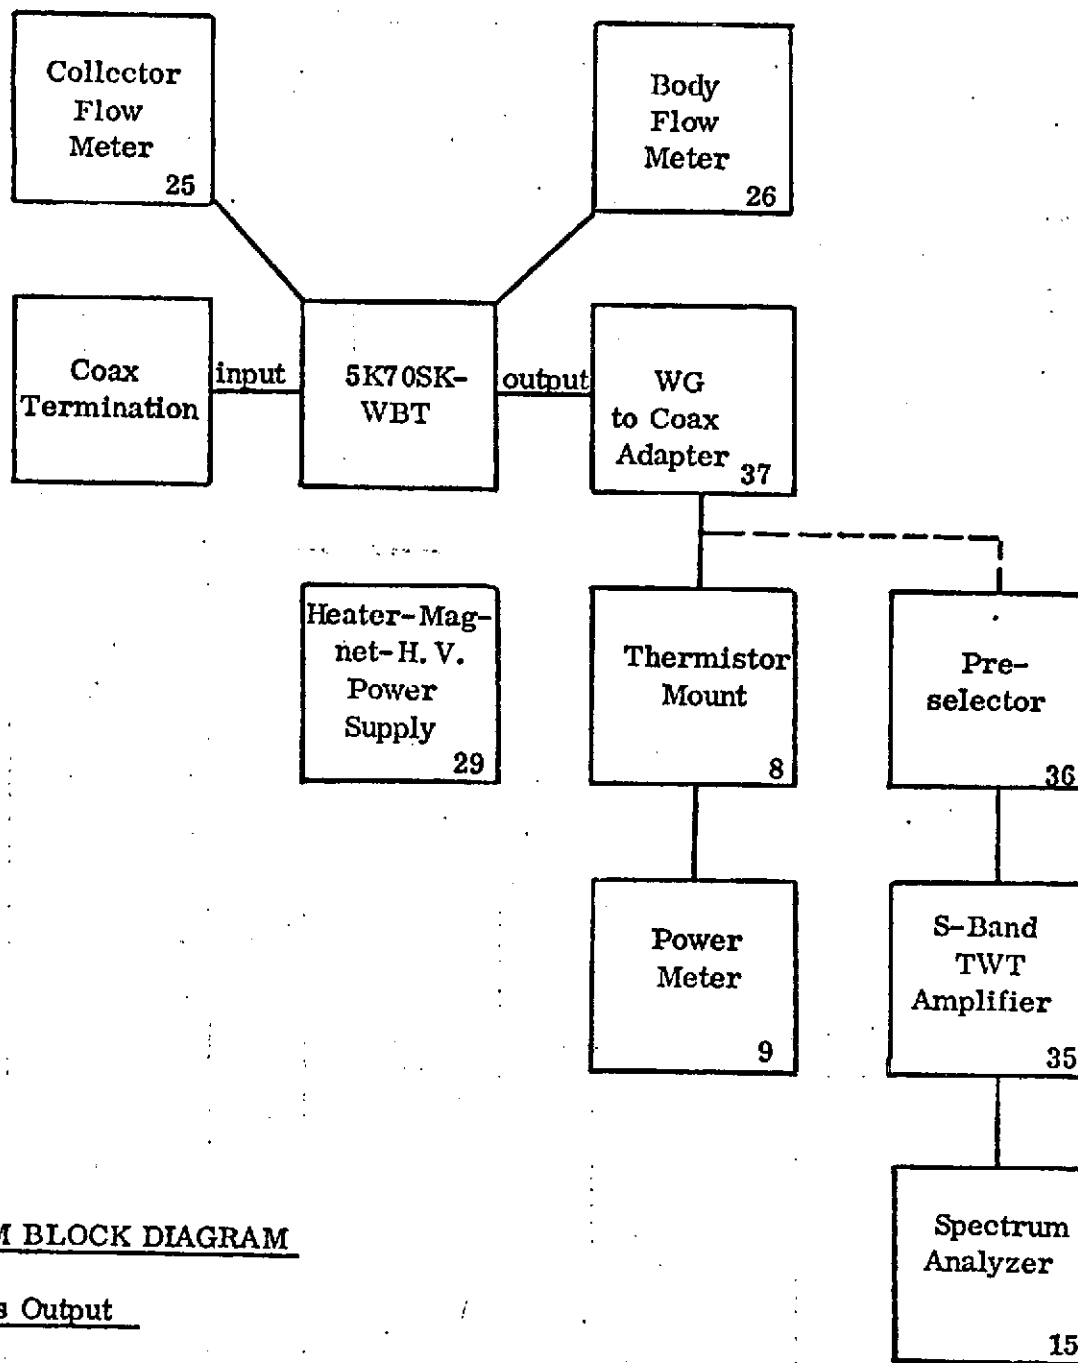 Collector
Flow
Meter
25
Body
Flow
Meter
26
Coax
Termination
input
5K70SK-
WBT
output
WG
to Coax
Adapter
37
Heater-Mag-
net-H. V.
Power
Supply
29
Thermistor
Mount
8
Pre-
selector
36
Power
Meter
9
S-Band
TWT
Amplifier
35
Spectrum
Analyzer
15
M BLOCK DIAGRAM
s Output